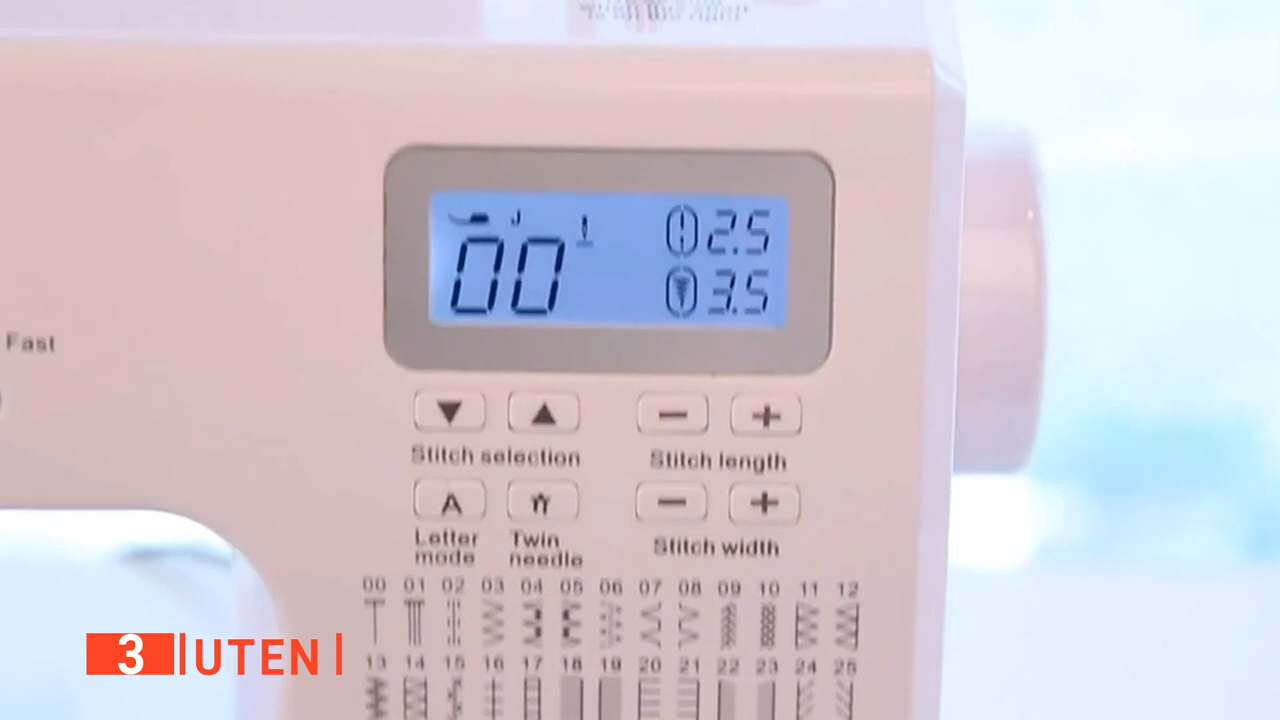 J
00
2.5
3.5
Fast
Stitch selection
Stitch length
A
Letter mode
Twin needle
Stitch width
00 01 02 03 04 05 06 07 08 09 10 11 12
13 14 15 16 17 18 19 20 21 22 23 24 25
3 UTEN